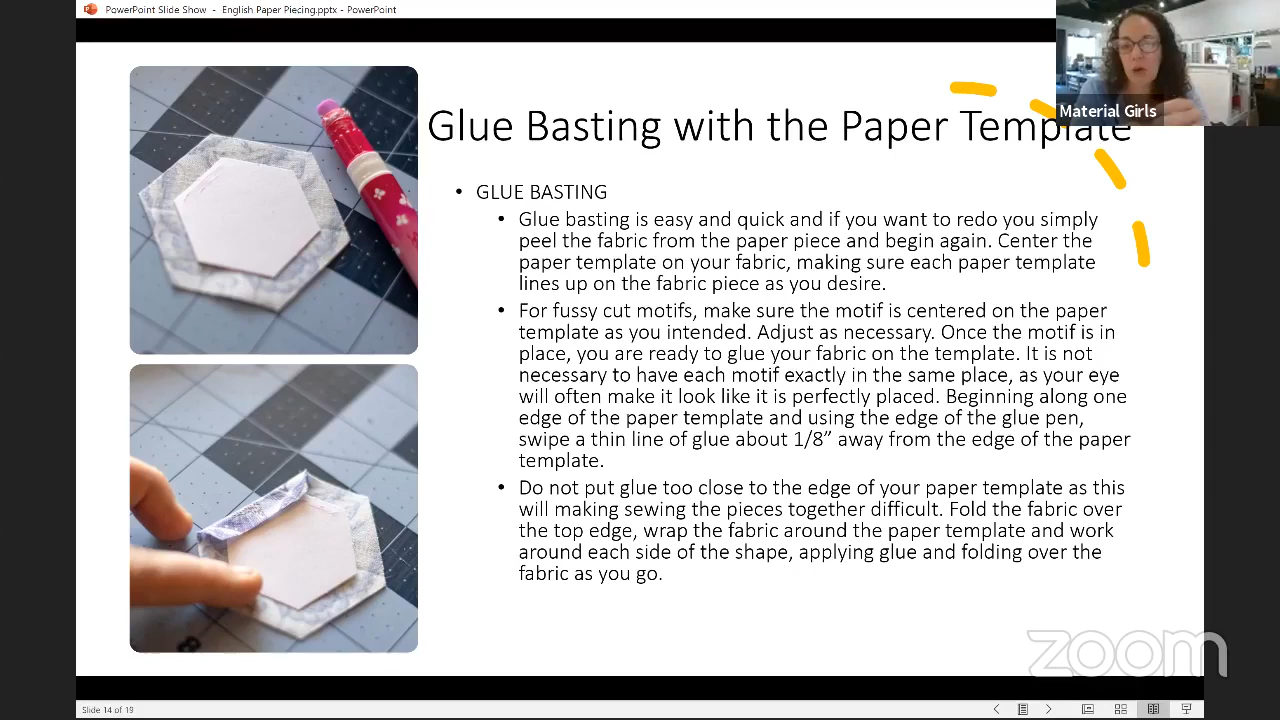 PowerPoint Slide Show - English Paper Piecing.pptx - PowerPoint
Material Girls
Glue Basting with the Paper Template
• GLUE BASTING
• Glue basting is easy and quick and if you want to redo you simply
peel the fabric from the paper piece and begin again. Center the
paper template on your fabric, making sure each paper template
lines up on the fabric piece as you desire.
• For fussy cut motifs, make sure the motif is centered on the paper
template as you intended. Adjust as necessary. Once the motif is in
place, you are ready to glue your fabric on the template. It is not
necessary to have each motif exactly in the same place, as your eye
will often make it look like it is perfectly placed. Beginning along one
edge of the paper template and using the edge of the glue pen,
swipe a thin line of glue about 1/8” away from the edge of the paper
template.
• Do not put glue too close to the edge of your paper template as this
will making sewing the pieces together difficult. Fold the fabric over
the top edge, wrap the fabric around the paper template and work
around each side of the shape, applying glue and folding over the
fabric as you go.
zoom
Slide 14 of 19